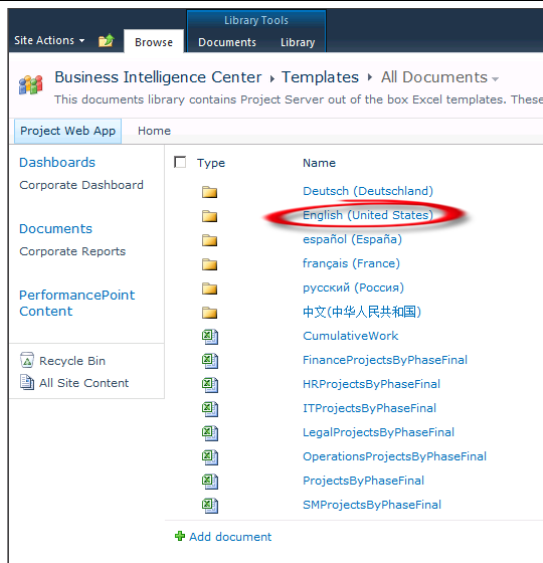 Library Tools
Site Actions Browse Documents Library
Business Intelligence Center Templates All Documents
This documents library contains Project Server out of the box Excel templates. These
Project Web App Home
Dashboards
Corporate Dashboard
Documents
Corporate Reports
PerformancePoint
Content
Recycle Bin
All Site Content
Type Name
Deutsch (Deutschland)
English (United States)
español (España)
français (France)
русский (Россия)
中文(中华人民共和国)
CumulativeWork
FinanceProjectsByPhaseFinal
HRProjectsByPhaseFinal
ITProjectsByPhaseFinal
LegalProjectsByPhaseFinal
OperationsProjectsByPhaseFinal
ProjectsByPhaseFinal
SMProjectsByPhaseFinal
Add document